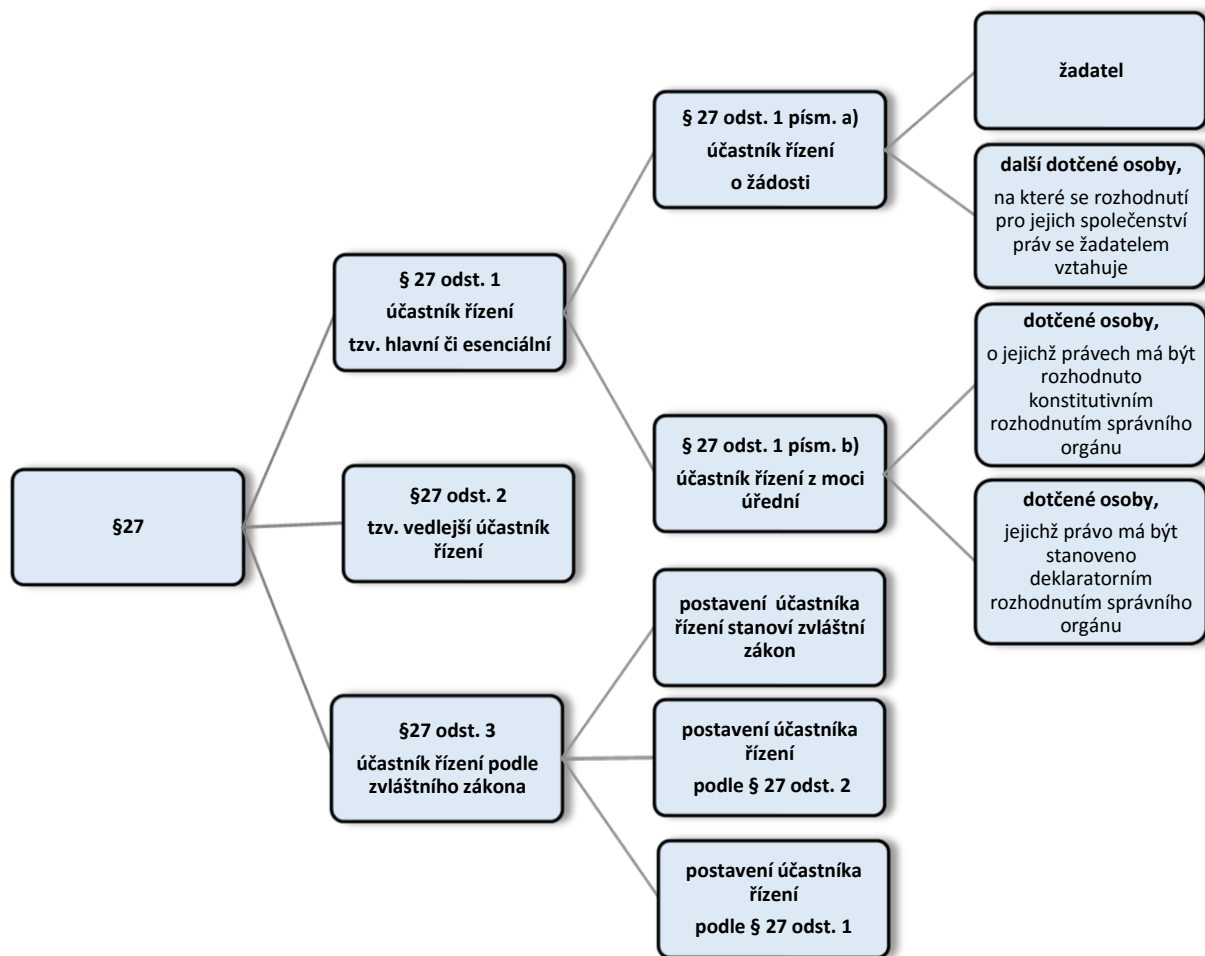 §27
§ 27 odst. 1
účastník řízení
tzv. hlavní či esenciální
§ 27 odst. 1 písm. a)
účastník řízení
o žádosti
žadatel
další dotčené osoby,
na které se rozhodnutí
pro jejich společenství
práv se žadatelem
vztahuje
§ 27 odst. 1 písm. b)
účastník řízení z moci
úřední
dotčené osoby,
o jejichž právech má být
rozhodnuto
konstitutivním
rozhodnutím správního
orgánu
dotčené osoby,
jejichž právo má být
stanoveno
deklaratorním
rozhodnutím správního
orgánu
§27 odst. 2
tzv. vedlejší účastník
řízení
§27 odst. 3
účastník řízení podle
zvláštního zákona
postavení účastníka
řízení stanoví zvláštní
zákon
postavení účastníka
řízení
podle § 27 odst. 2
postavení účastníka
řízení
podle § 27 odst. 1